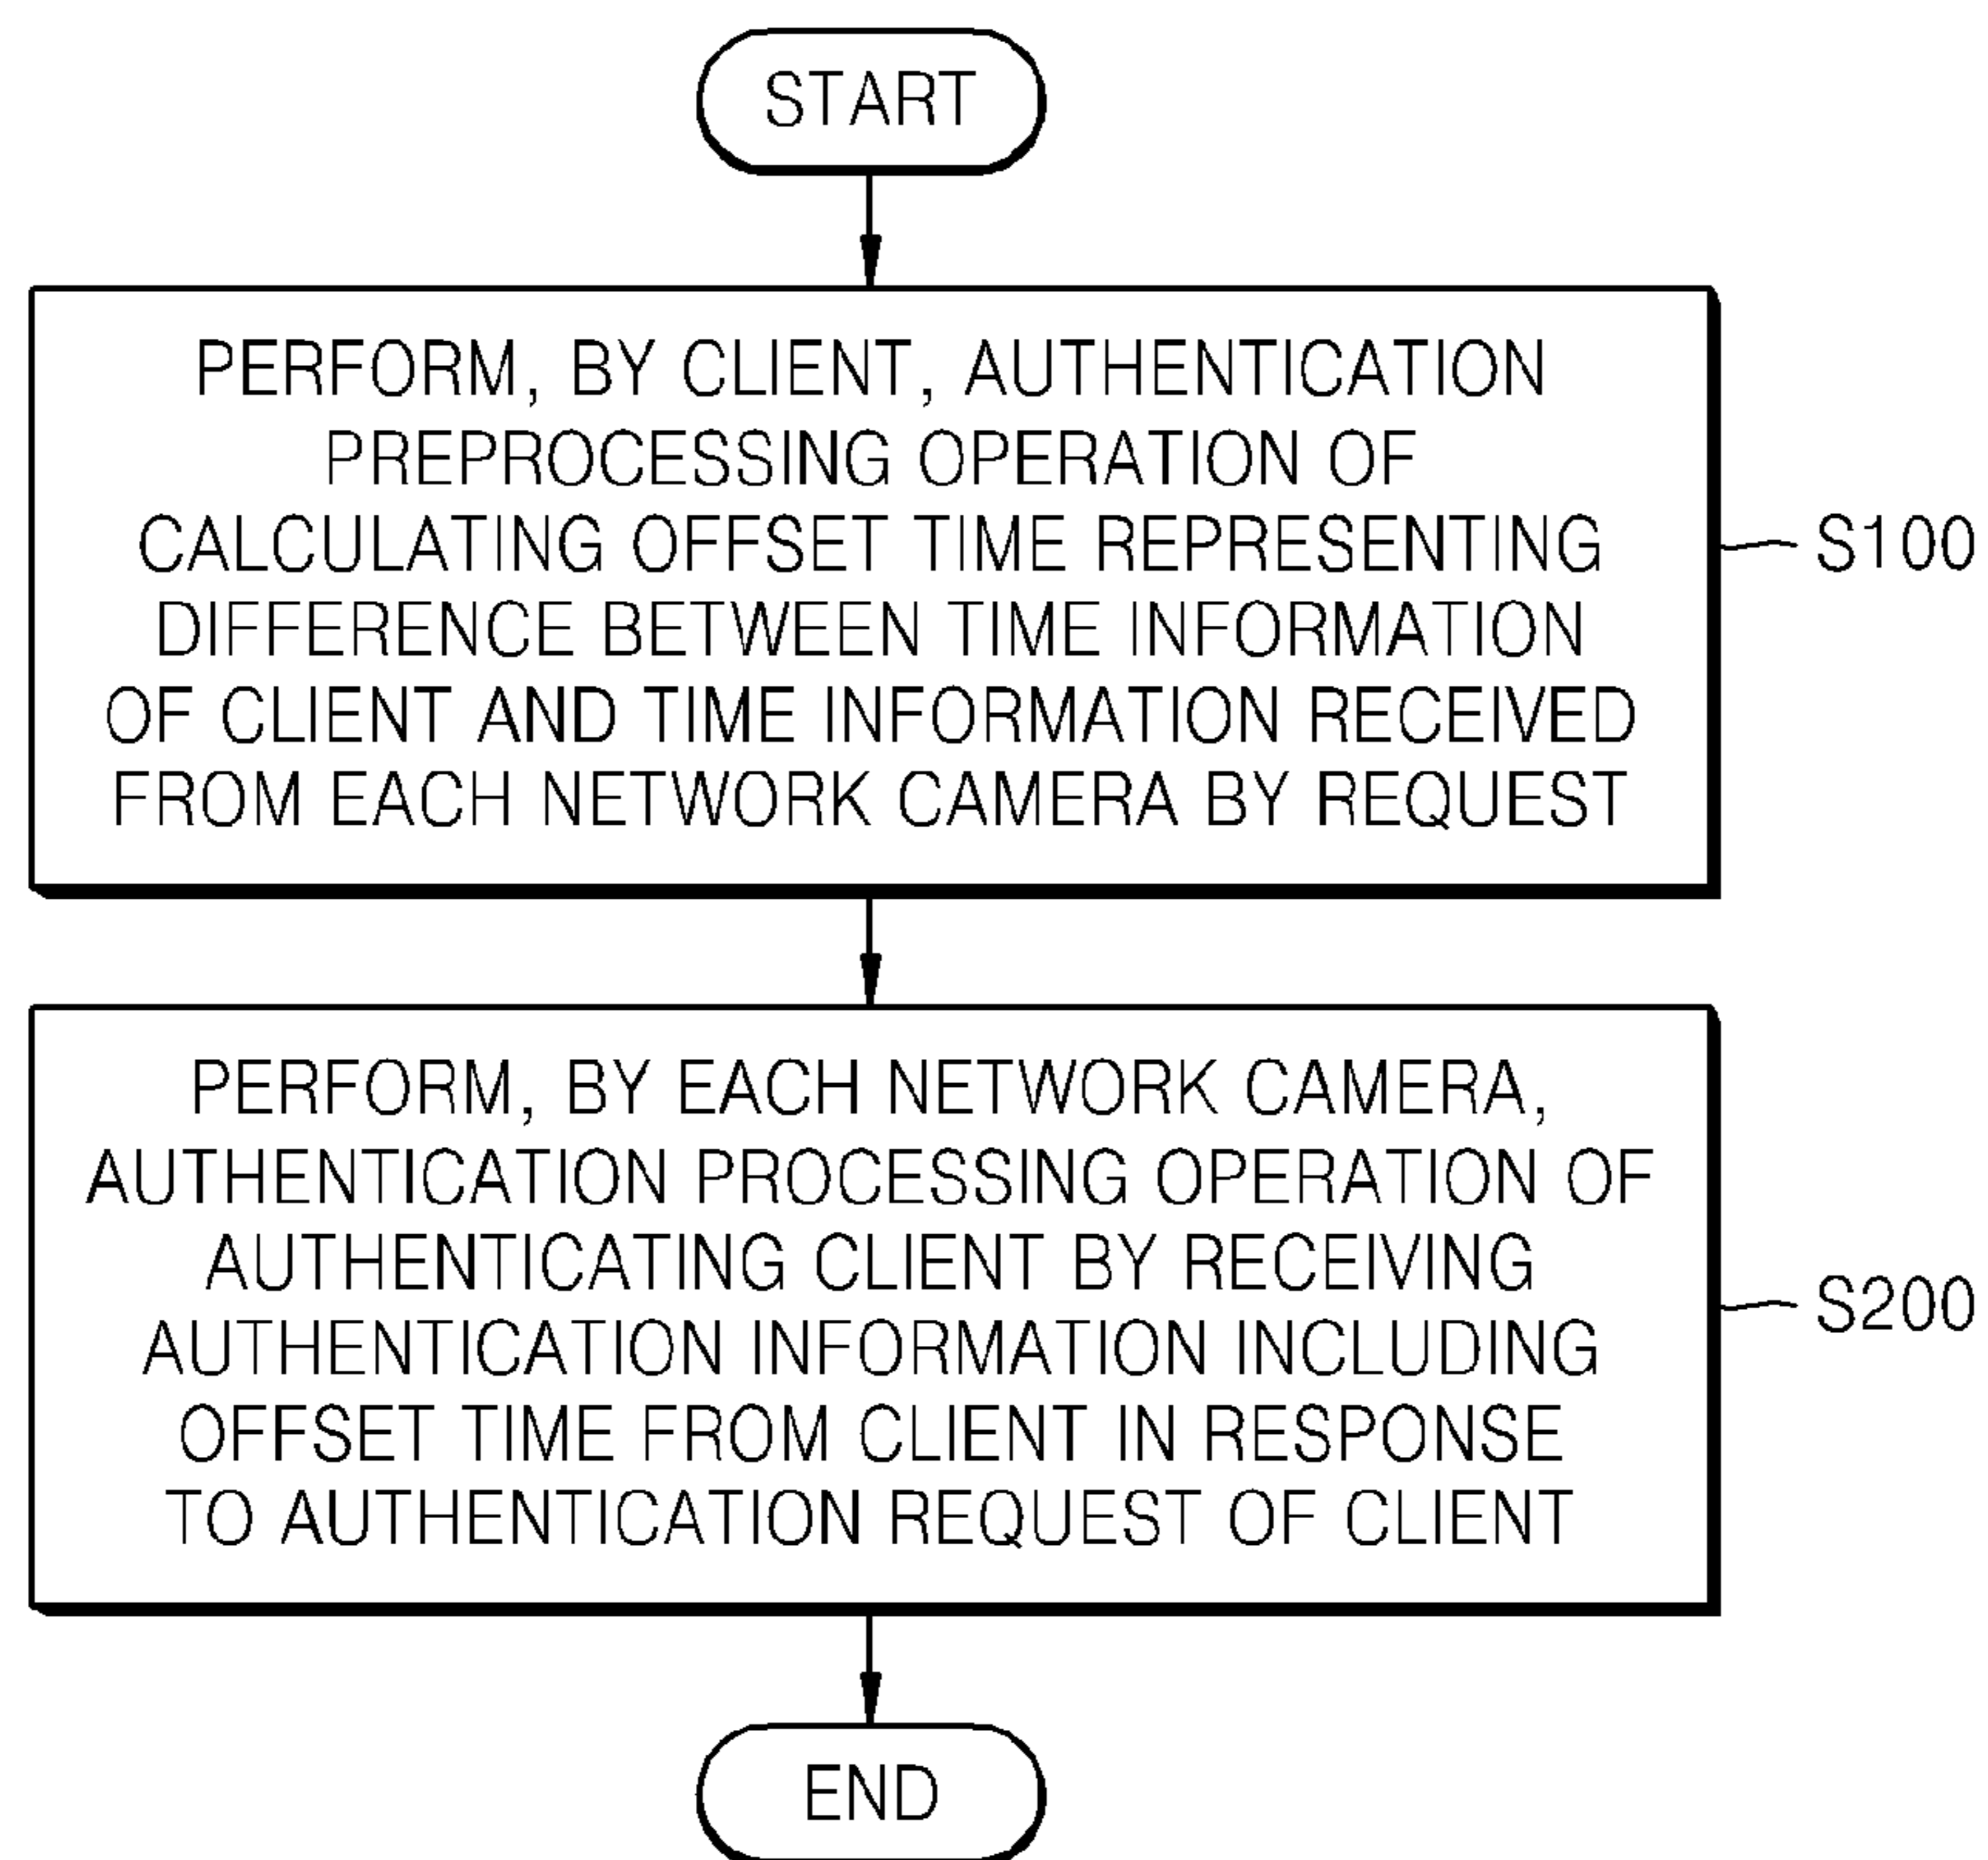 START
PERFORM, BY CLIENT, AUTHENTICATION
PREPROCESSING OPERATION OF
CALCULATING OFFSET TIME REPRESENTING
DIFFERENCE BETWEEN TIME INFORMATION
OF CLIENT AND TIME INFORMATION RECEIVED
FROM EACH NETWORK CAMERA BY REQUEST
S100
PERFORM, BY EACH NETWORK CAMERA,
AUTHENTICATION PROCESSING OPERATION OF
AUTHENTICATING CLIENT BY RECEIVING
AUTHENTICATION INFORMATION INCLUDING
OFFSET TIME FROM CLIENT IN RESPONSE
TO AUTHENTICATION REQUEST OF CLIENT
S200
END